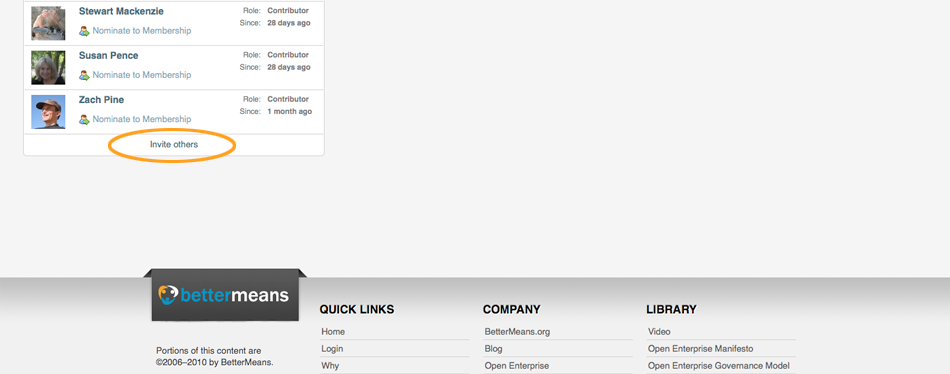 Stewart Mackenzie
Role: Contributor
Since: 28 days ago
Nominate to Membership
Susan Pence
Role: Contributor
Since: 28 days ago
Nominate to Membership
Zach Pine
Role: Contributor
Since: 1 month ago
Nominate to Membership
Invite others
bettermeans
Portions of this content are
©2006–2010 by BetterMeans.
QUICK LINKS
Home
Login
Why
COMPANY
BetterMeans.org
Blog
Open Enterprise
LIBRARY
Video
Open Enterprise Manifesto
Open Enterprise Governance Model